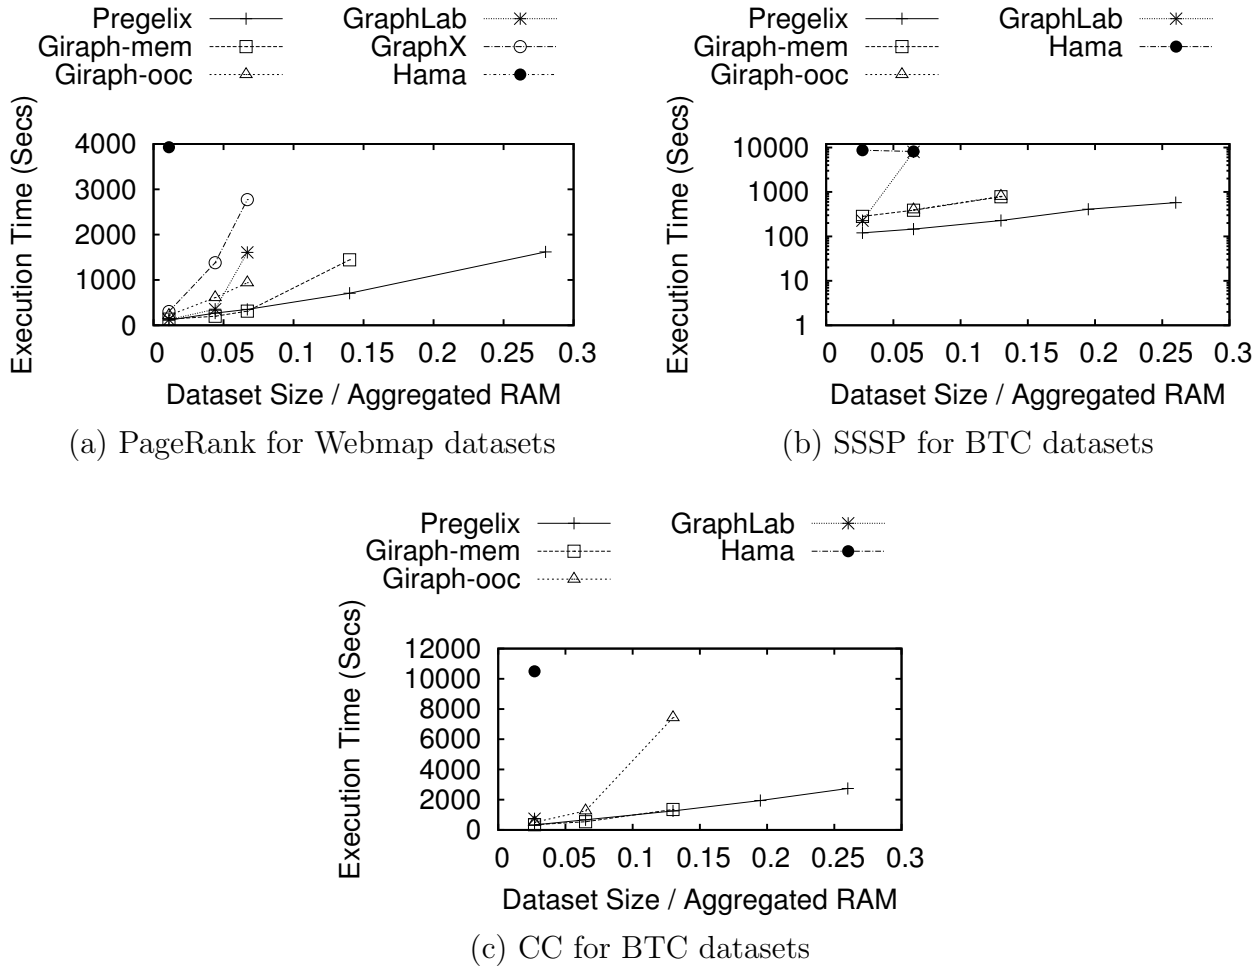 Pregelix
Giraph-mem
Giraph-ooc
GraphLab
GraphX
Hama
Execution Time (Secs)
4000
3000
2000
1000
0
0 0.05 0.1 0.15 0.2 0.25 0.3
Dataset Size / Aggregated RAM
(a) PageRank for Webmap datasets
Pregelix
Giraph-mem
Giraph-ooc
GraphLab
Hama
Execution Time (Secs)
10000
1000
100
10
1
0 0.05 0.1 0.15 0.2 0.25 0.3
Dataset Size / Aggregated RAM
(b) SSSP for BTC datasets
Pregelix
Giraph-mem
Giraph-ooc
GraphLab
Hama
Execution Time (Secs)
12000
10000
8000
6000
4000
2000
0
0 0.05 0.1 0.15 0.2 0.25 0.3
Dataset Size / Aggregated RAM
(c) CC for BTC datasets